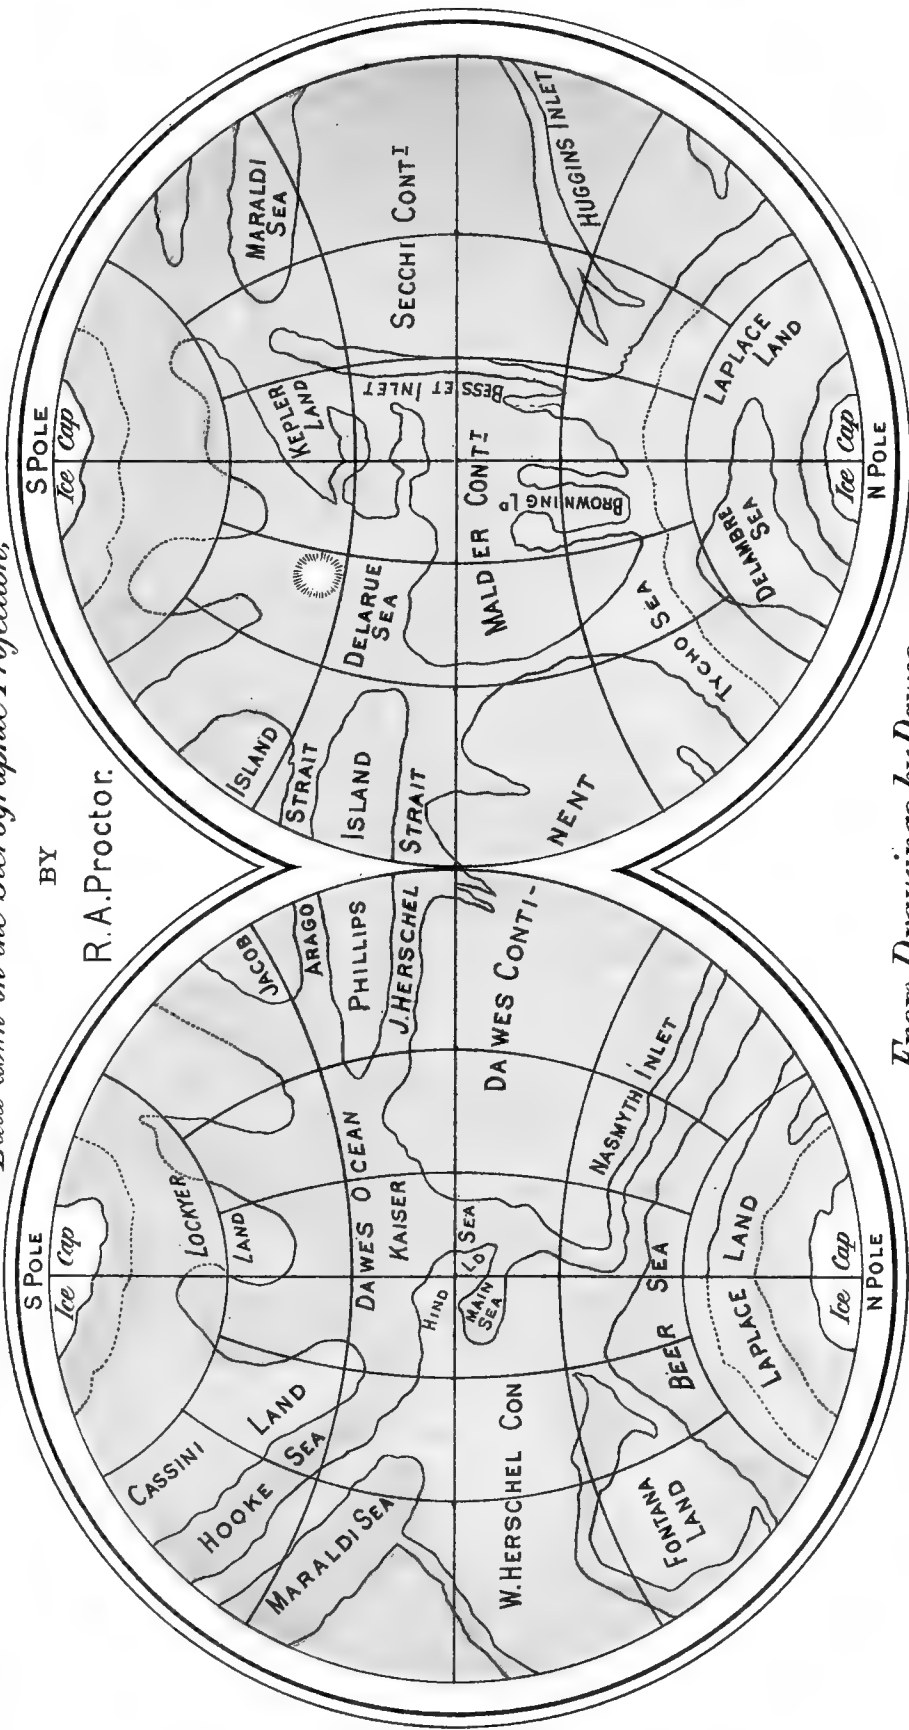 Laid down on the Stereographic Projection,
BY
R.A.Proctor.
S POLE
Ice Cap
LOCKYER
LAND
CASSINI
LAND
HOOKE SEA
MARALDI SEA
JACOB
ARAGO
PHILLIPS
J. HERSCHEL
DAWE'S OCEAN
KAISER
SEA
HIND
LD
MAIN
SEA
W. HERSCHEL CON
DAWES CONTI-
NASMYTH INLET
BEER SEA
FONTANA
LAND
LAPLACE LAND
Ice Cap
N POLE
S POLE
Ice Cap
MARALDI
SEA
KEPLER
LAND
ISLAND
STRAIT
ISLAND
STRAIT
DELARUE
SEA
SECCHI CONT I
BESSEL INLET
MALDER CONT I
BROWNING LD
HUGGINS INLET
NENT
TYCHO SEA
LAPLACE
LAND
DELAMBRE
SEA
Ice Cap
N POLE
From Drawings by Dawes